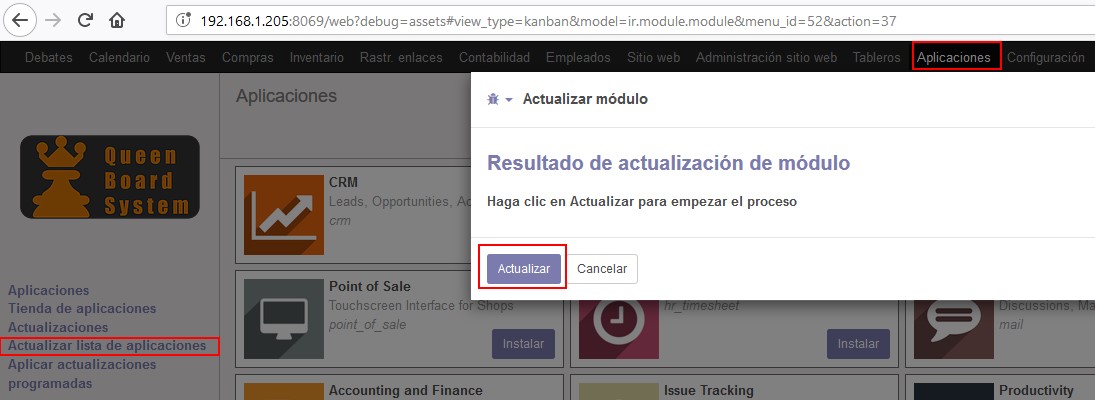 192.168.1.205:8069/web?debug=assets#view_type=kanban&model=ir.module.module&menu_id=52&action=37
Debates Calendario Ventas Compras Inventario Rastr. enlaces Contabilidad Empleados Sitio web Administración sitio web Tableros Aplicaciones Configuración
Queen
Board
System
Aplicaciones
Tienda de aplicaciones
Actualizaciones
Actualizar lista de aplicaciones
Aplicar actualizaciones
programadas
Aplicaciones
Actualizar módulo
Resultado de actualización de módulo
Haga clic en Actualizar para empezar el proceso
Actualizar Cancelar
CRM
Leads, Opportunities, Ac
crm
Point of Sale
Touchscreen Interface for Shops
point_of_sale
Instalar
hr_timesheet
Instalar
Discussions, Ma
mail
Accounting and Finance
Issue Tracking
Productivity